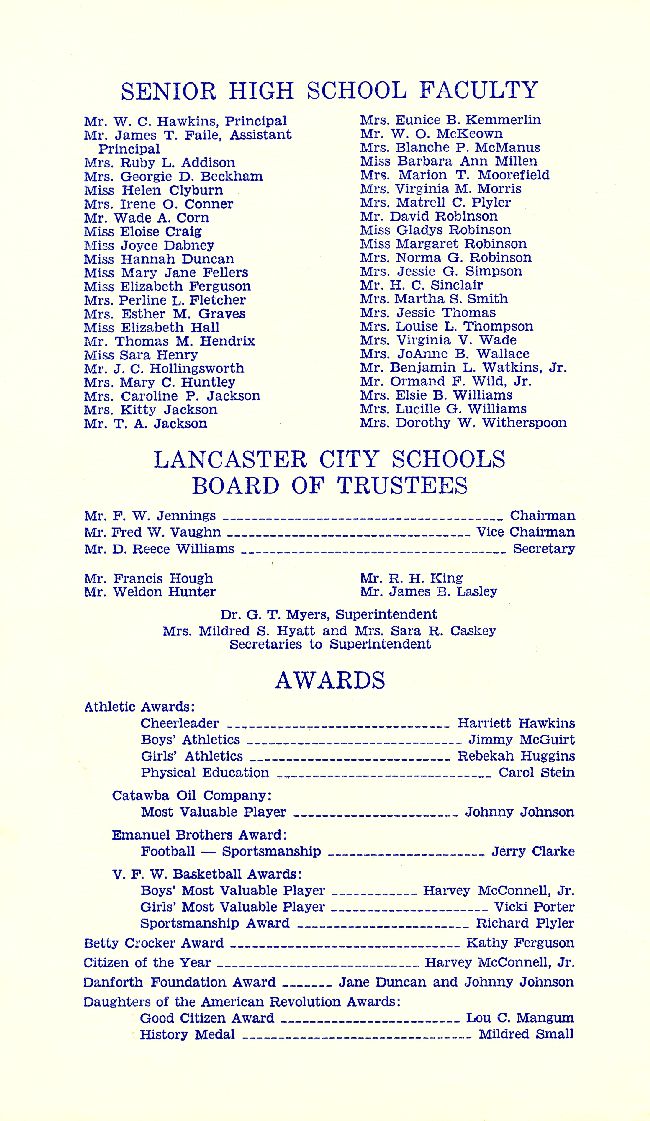 SENIOR HIGH SCHOOL FACULTY
Mr. W. C. Hawkins, Principal
Mr. James T. Faile, Assistant
Principal
Mrs. Ruby L. Addison
Mrs. Georgie D. Beckham
Miss Helen Clyburn
Mrs. Irene O. Conner
Mr. Wade A. Corn
Miss Eloise Craig
Miss Joyce Dabney
Miss Hannah Duncan
Miss Mary Jane Fellers
Miss Elizabeth Ferguson
Mrs. Perline L. Fletcher
Mrs. Esther M. Graves
Miss Elizabeth Hall
Mr. Thomas M. Hendrix
Miss Sara Henry
Mr. J. C. Hollingsworth
Mrs. Mary C. Huntley
Mrs. Caroline P. Jackson
Mrs. Kitty Jackson
Mr. T. A. Jackson
Mrs. Eunice B. Kemmerlin
Mr. W. O. McKeown
Mrs. Blanche P. McManus
Miss Barbara Ann Millen
Mrs. Marion T. Moorefield
Mrs. Virginia M. Morris
Mrs. Matrell C. Plyler
Mr. David Robinson
Miss Gladys Robinson
Miss Margaret Robinson
Mrs. Norma G. Robinson
Mrs. Jessie G. Simpson
Mr. H. C. Sinclair
Mrs. Martha S. Smith
Mrs. Jessie Thomas
Mrs. Louise L. Thompson
Mrs. Virginia V. Wade
Mrs. JoAnne B. Wallace
Mr. Benjamin L. Watkins, Jr.
Mr. Ormand F. Wild, Jr.
Mrs. Elsie B. Williams
Mrs. Lucille G. Williams
Mrs. Dorothy W. Witherspoon
LANCASTER CITY SCHOOLS
BOARD OF TRUSTEES
Mr. F. W. Jennings Chairman
Mr. Fred W. Vaughn Vice Chairman
Mr. D. Reece Williams Secretary
Mr. Francis Hough
Mr. Weldon Hunter
Mr. R. H. King
Mr. James B. Lasley
Dr. G. T. Myers, Superintendent
Mrs. Mildred S. Hyatt and Mrs. Sara R. Caskey
Secretaries to Superintendent
AWARDS
Athletic Awards:
Cheerleader Harriett Hawkins
Boys' Athletics Jimmy McGuirt
Girls' Athletics Rebekah Huggins
Physical Education Carol Stein
Catawba Oil Company:
Most Valuable Player Johnny Johnson
Emanuel Brothers Award:
Football — Sportsmanship Jerry Clarke
V. F. W. Basketball Awards:
Boys' Most Valuable Player Harvey McConnell, Jr.
Girls' Most Valuable Player Vicki Porter
Sportsmanship Award Richard Plyler
Betty Crocker Award Kathy Ferguson
Citizen of the Year Harvey McConnell, Jr.
Danforth Foundation Award Jane Duncan and Johnny Johnson
Daughters of the American Revolution Awards:
Good Citizen Award Lou C. Mangum
History Medal Mildred Small